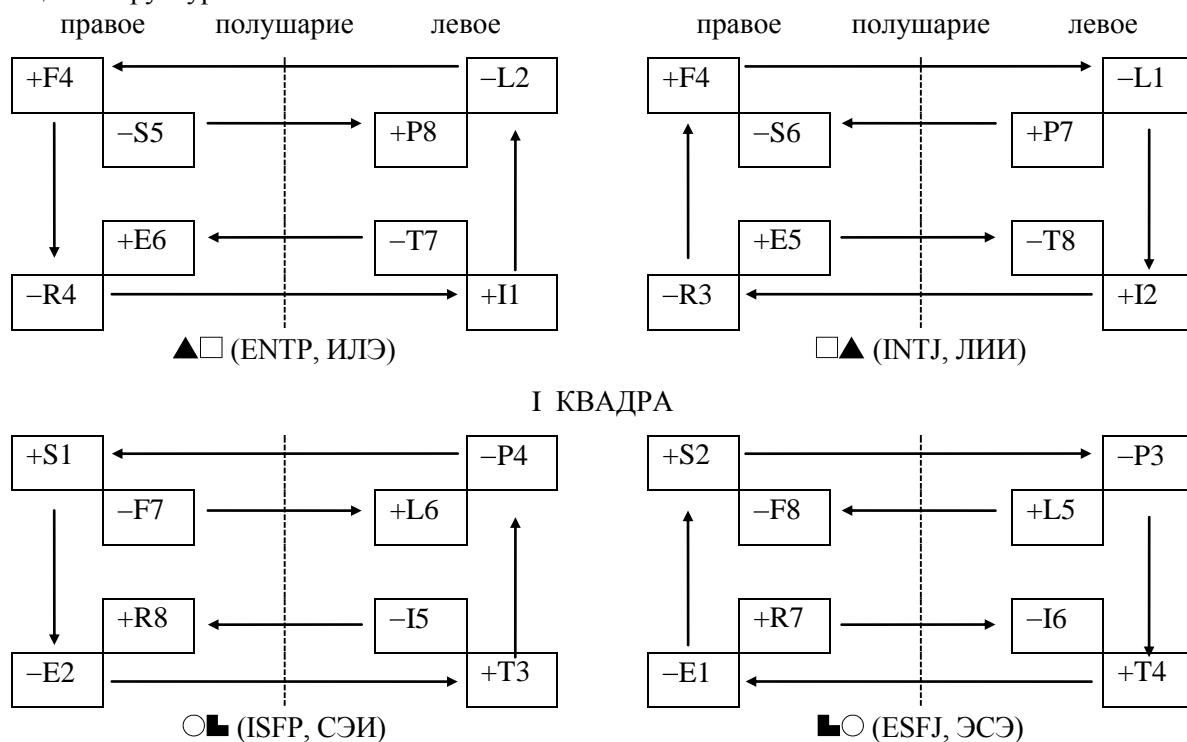 правое полушарие левое правое полушарие левое
+F4 −L2 +F4 −L1
−S5 +P8 −S6 +P7
+E6 −T7 +E5 −T8
−R4 +I1 −R3 +I2
▲□ (ENTP, ИЛЭ) □▲ (INTJ, ЛИИ)
I КВАДРА
+S1 −P4 +S2 −P3
−F7 +L6 −F8 +L5
+R8 −I5 +R7 −I6
−E2 +T3 −E1 +T4
○▙ (ISFP, СЭИ) ▙○ (ESFJ, ЭСЭ)